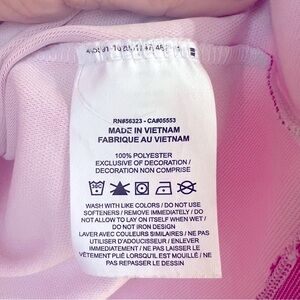 RN#56323 - CA#05553
MADE IN VIETNAM
FABRIQUE AU VIETNAM
100% POLYESTER
EXCLUSIVE OF DECORATION /
DECORATION NON COMPRISE
WASH WITH LIKE COLORS / DO NOT USE
SOFTENERS / REMOVE IMMEDIATELY / DO
NOT ALLOW TO LAY ON ITSELF WHEN WET /
DO NOT IRON DESIGN
LAVER AVEC COULEURS SIMILAIRES / NE PAS
UTILISER D'ADOUCISSEUR / ENLEVER
IMMÉDIATEMENT / NE PAS LAISSER LE
VÊTEMENT PLIÉ LORSQU'IL EST MOUILLÉ / NE
PAS REPASSER LE DESSIN